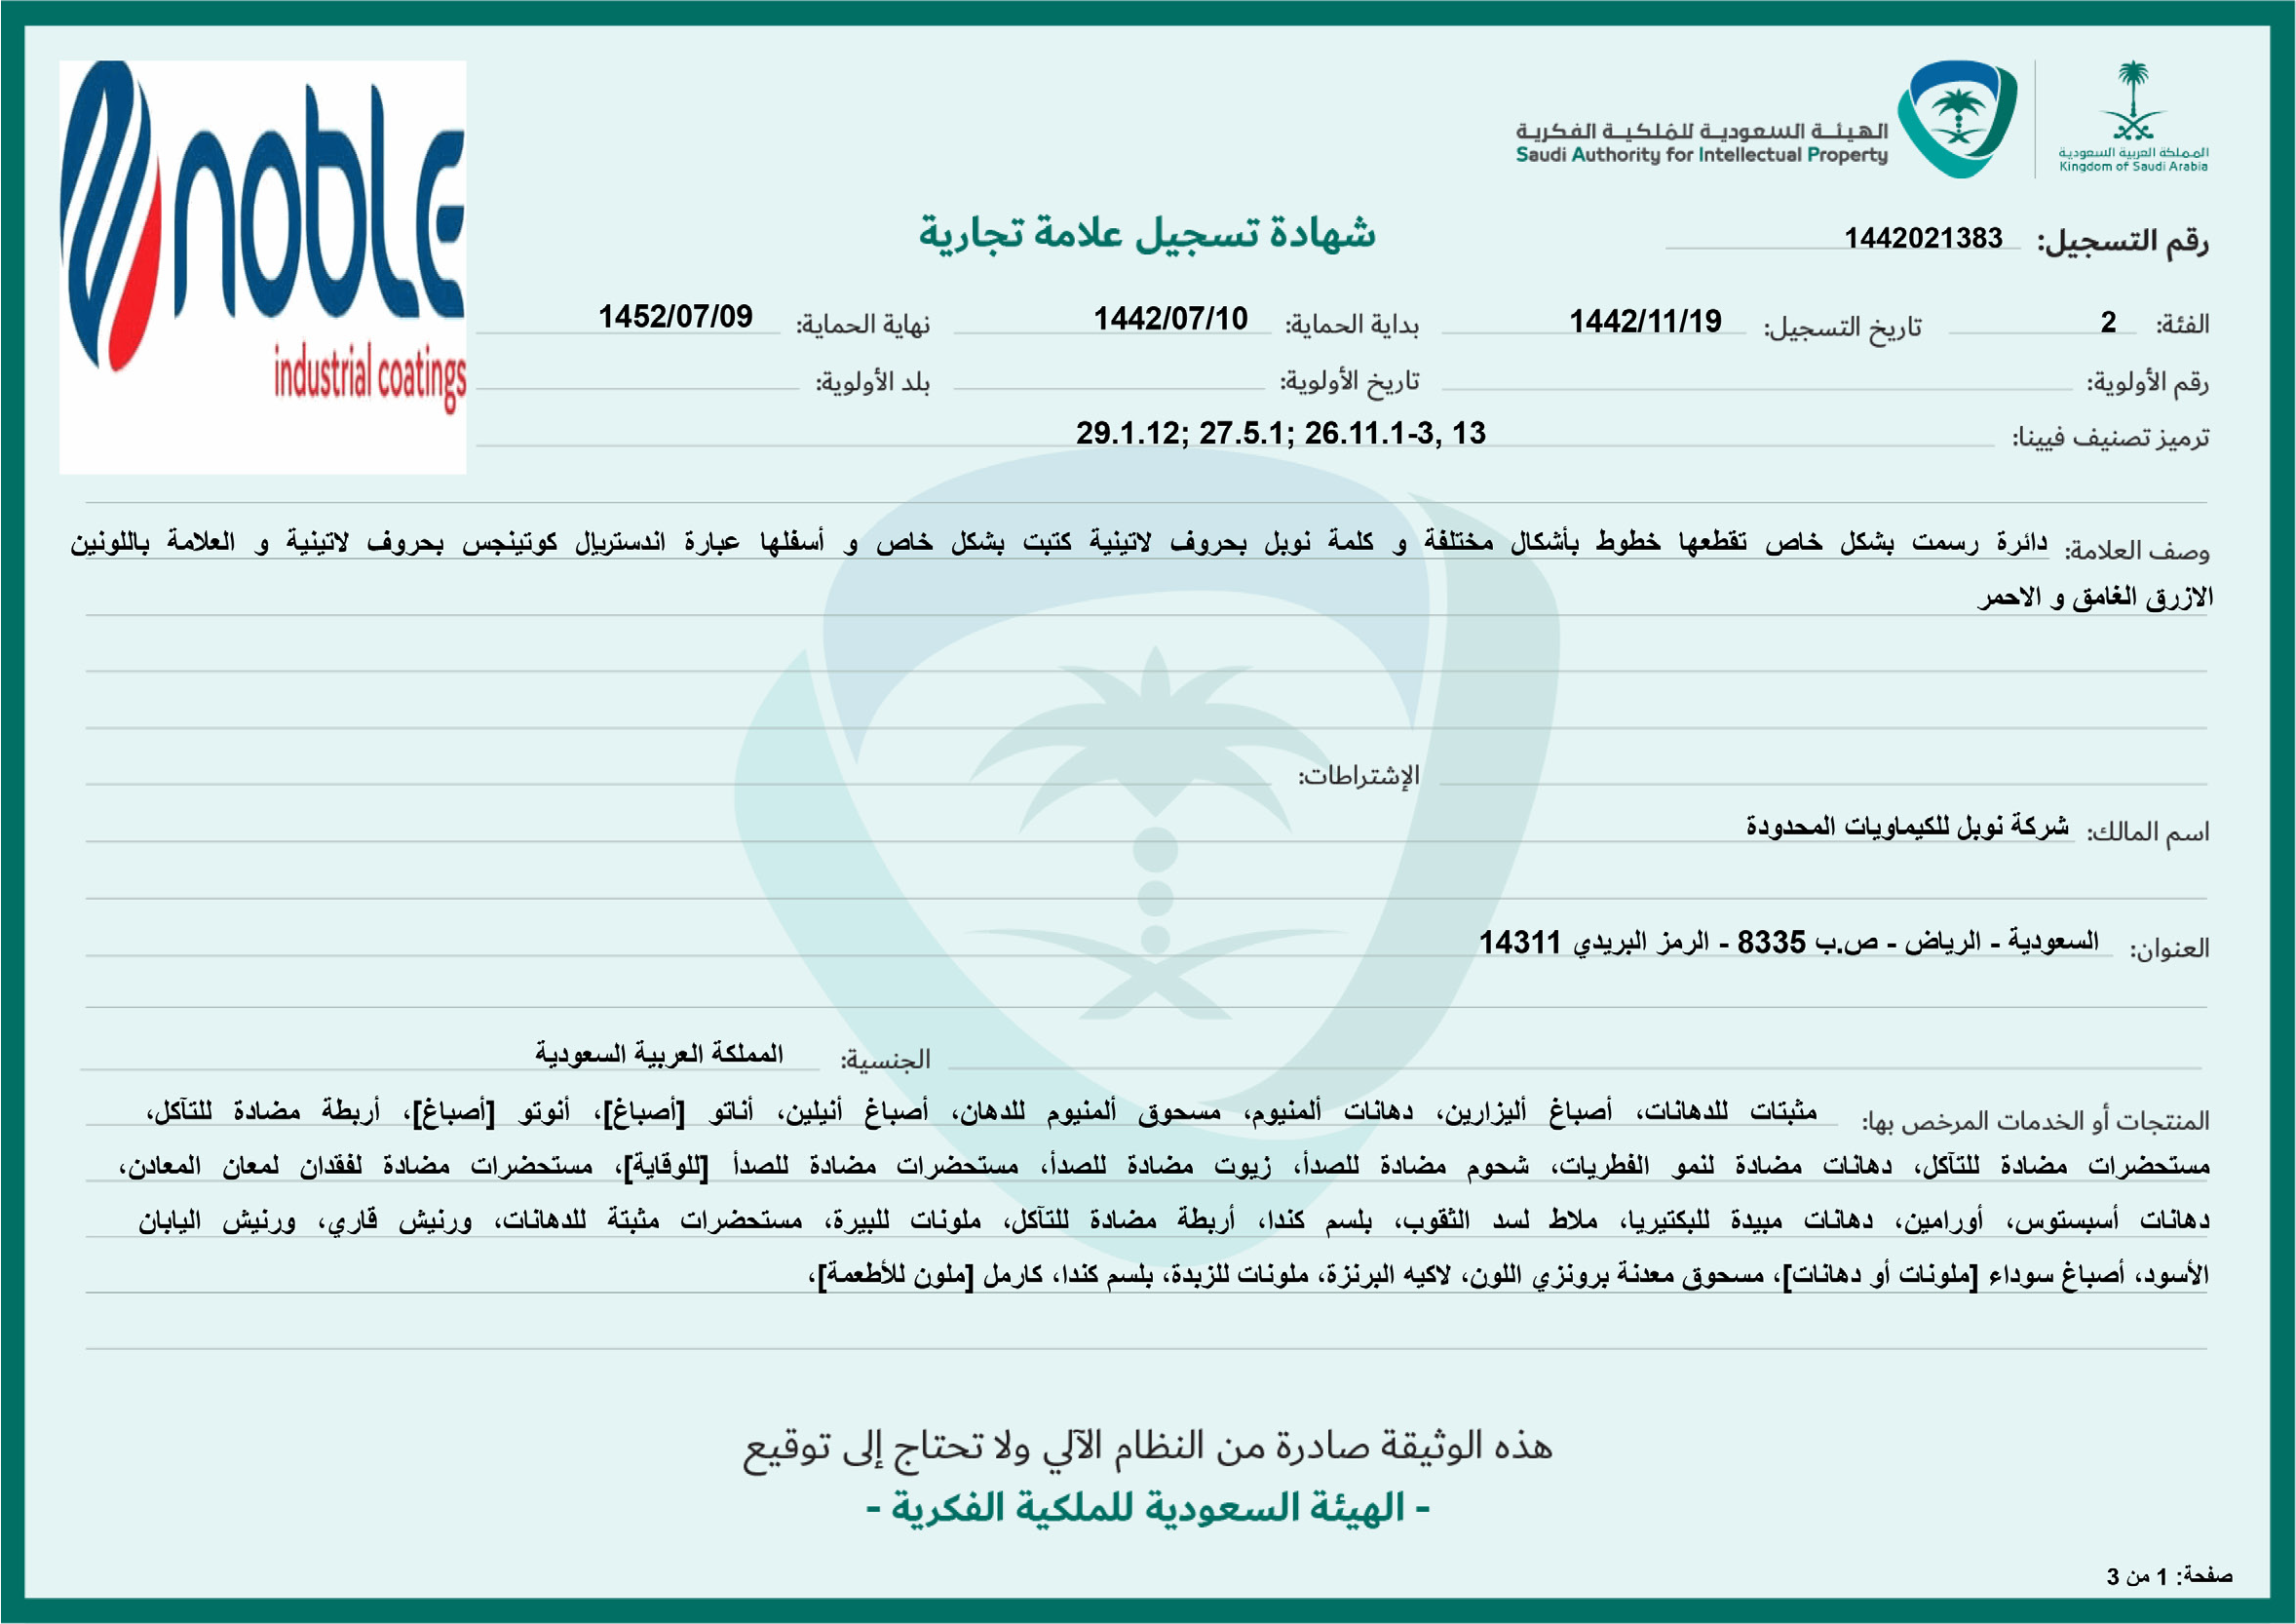 noble
industrial coatings
الهيئة السعودية للملكية الفكرية
Saudi Authority for Intellectual Property
المملكة العربية السعودية
Kingdom of Saudi Arabia
شهادة تسجيل علامة تجارية
رقم التسجيل: 1442021383
الفئة: 2 تاريخ التسجيل: 1442/11/19 بداية الحماية: 1442/07/10 نهاية الحماية: 1452/07/09
رقم الأولوية: تاريخ الأولوية: بلد الأولوية:
ترميز تصنيف فيينا: 29.1.12; 27.5.1; 26.11.1-3, 13
وصف العلامة: دائرة رسمت بشكل خاص تقطعها خطوط بأشكال مختلفة و كلمة نوبل بحروف لاتينية كتبت بشكل خاص و أسفلها عبارة اندستريال كوتينجس بحروف لاتينية و العلامة باللونين
الازرق الغامق و الاحمر
الإشتراطات:
اسم المالك: شركة نوبل للكيماويات المحدودة
العنوان: السعودية - الرياض - ص.ب 8335 - الرمز البريدي 14311
الجنسية: المملكة العربية السعودية
المنتجات أو الخدمات المرخص بها: مثبتات للدهانات، أصباغ أليزارين، دهانات ألمنيوم، مسحوق ألمنيوم للدهان، أصباغ أنيلين، أناتو [أصباغ]، أنوتو [أصباغ]، أربطة مضادة للتآكل،
مستحضرات مضادة للتآكل، دهانات مضادة لنمو الفطريات، شحوم مضادة للصدأ، زيوت مضادة للصدأ، مستحضرات مضادة للصدأ [للوقاية]، مستحضرات مضادة لفقدان لمعان المعادن،
دهانات أسبستوس، أورامين، دهانات مبيدة للبكتيريا، ملاط لسد الثقوب، بلسم كندا، أربطة مضادة للتآكل، ملونات للبيرة، مستحضرات مثبتة للدهانات، ورنيش قاري، ورنيش اليابان
الأسود، أصباغ سوداء [ملونات أو دهانات]، مسحوق معدنة برونزي اللون، لاكيه البرنزة، ملونات للزبدة، بلسم كندا، كارمل [ملون للأطعمة]،
هذه الوثيقة صادرة من النظام الآلي ولا تحتاج إلى توقيع
- الهيئة السعودية للملكية الفكرية -
صفحة: 1 من 3